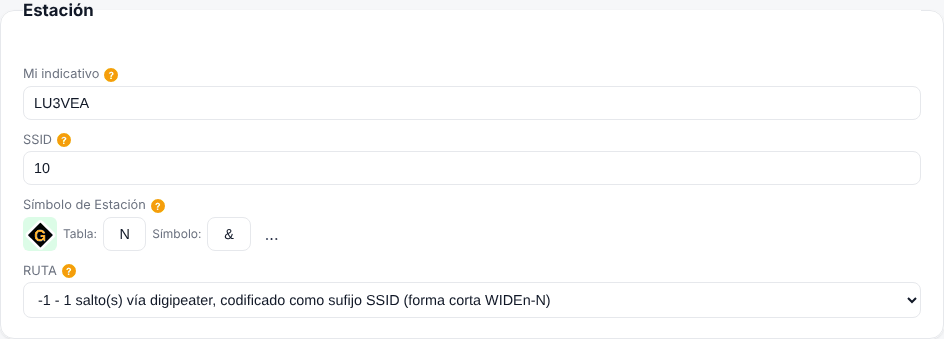 Estación
Mi indicativo ?
LU3VEA
SSID ?
10
Símbolo de Estación ?
G Tabla: N Símbolo: & ...
RUTA ?
-1 - 1 salto(s) vía digipeater, codificado como sufijo SSID (forma corta WIDEn-N)